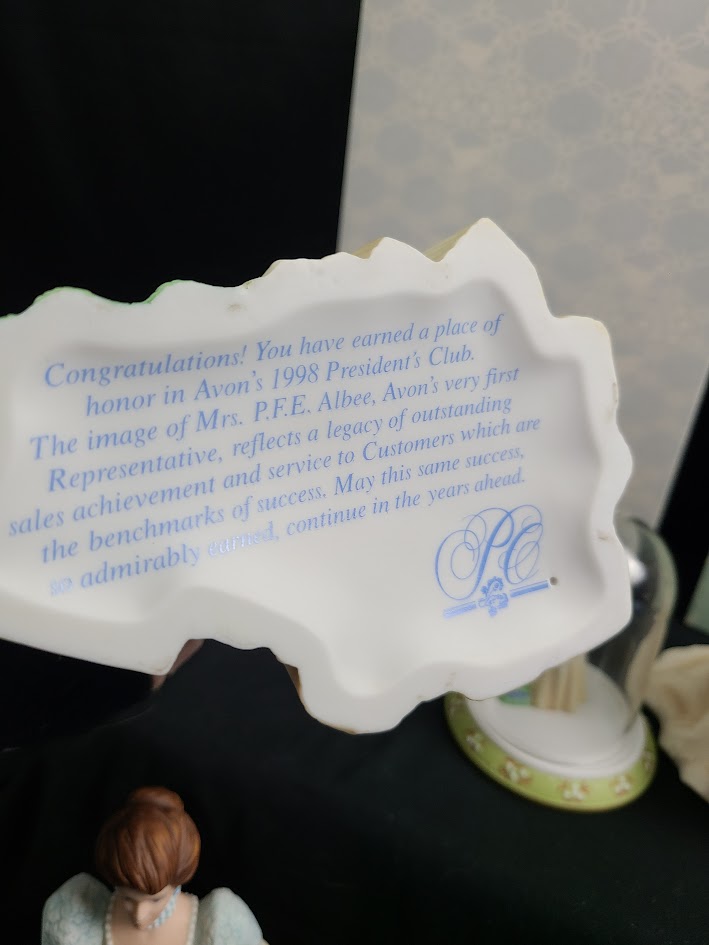 Congratulations! You have earned a place of
honor in Avon's 1998 President's Club.
The image of Mrs. P.F.E. Albee, Avon's very first
Representative, reflects a legacy of outstanding
sales achievement and service to Customers which are
the benchmarks of success. May this same success,
so admirably earned, continue in the years ahead.
PC